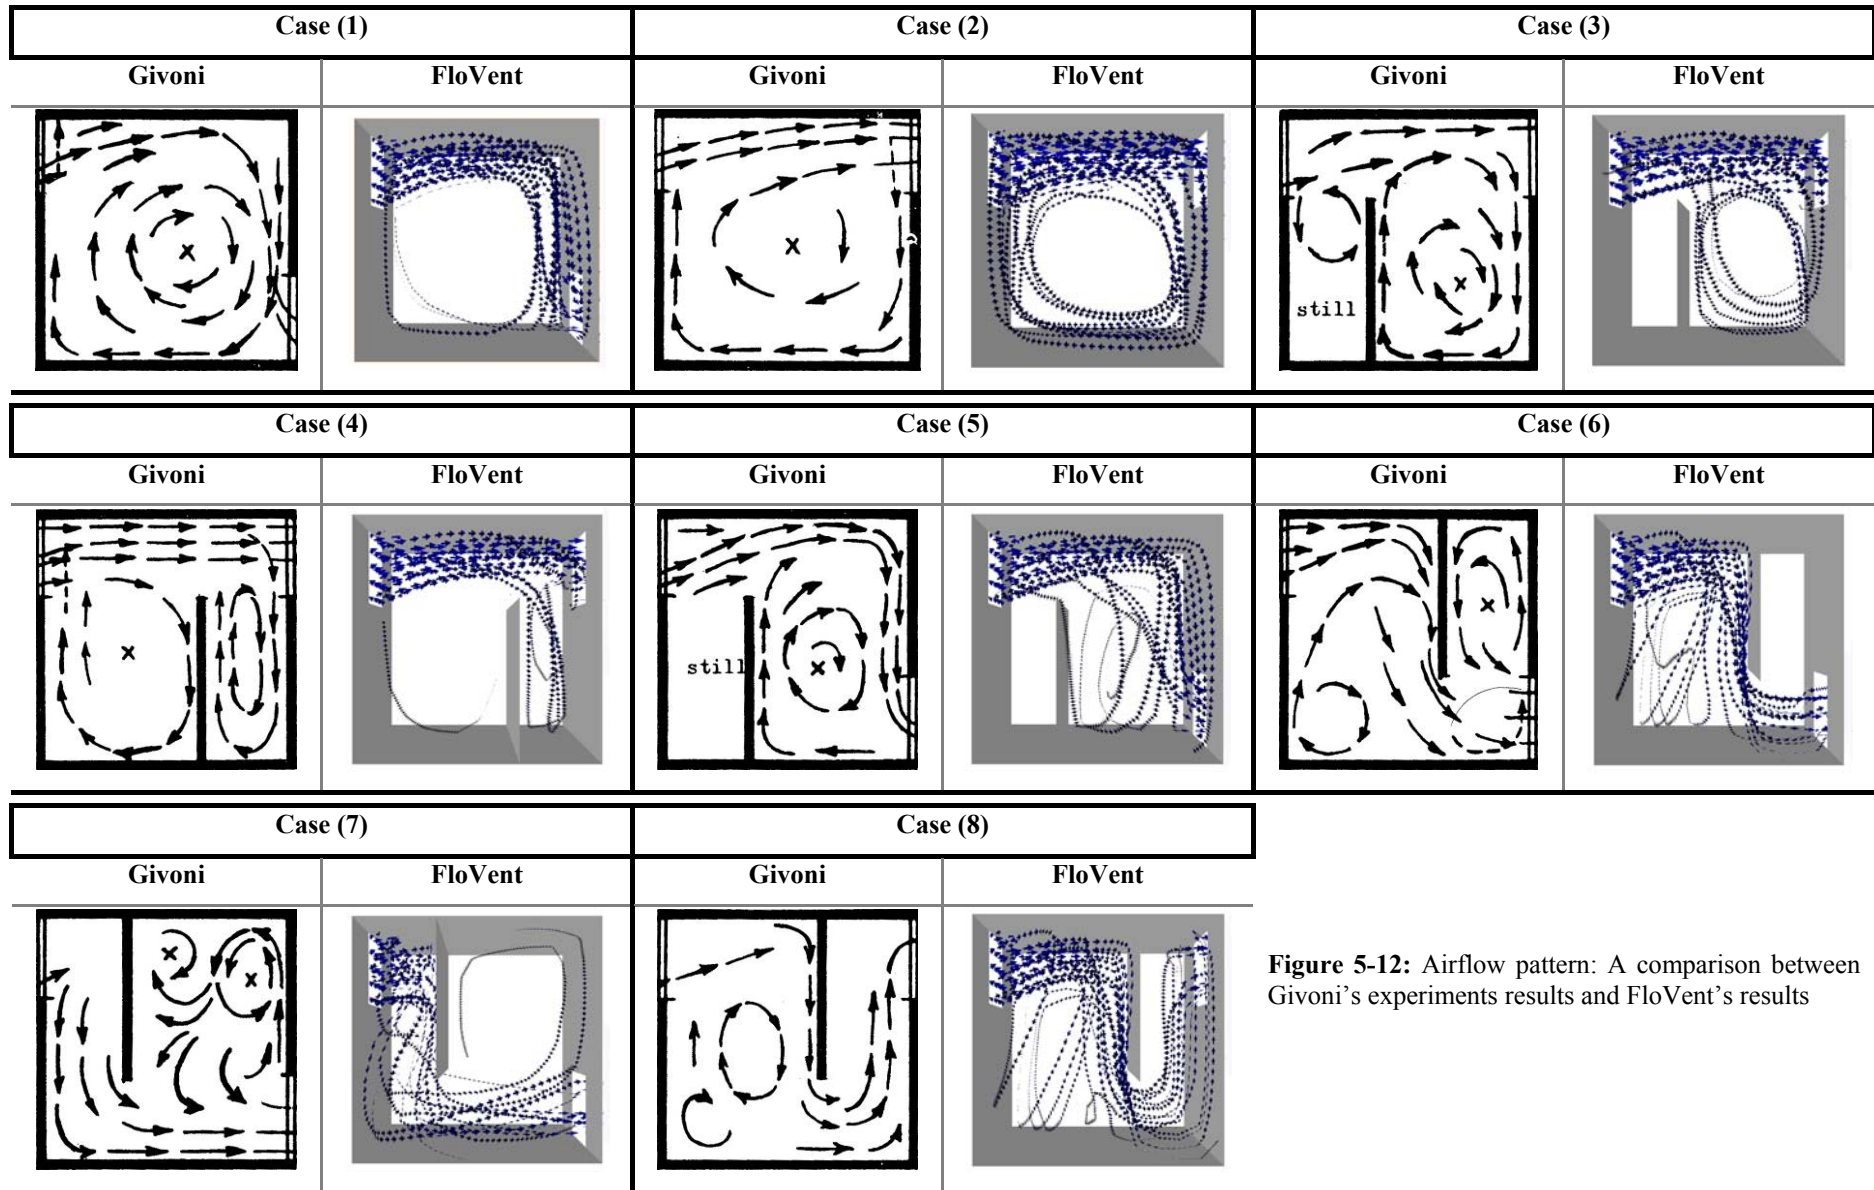 Case (1) Case (2) Case (3)
Givoni FloVent Givoni FloVent Givoni FloVent
x x x
still
Case (4) Case (5) Case (6)
Givoni FloVent Givoni FloVent Givoni FloVent
x still x x
Case (7) Case (8)
Givoni FloVent Givoni FloVent
x
x
Figure 5-12: Airflow pattern: A comparison between
Givoni’s experiments results and FloVent’s results